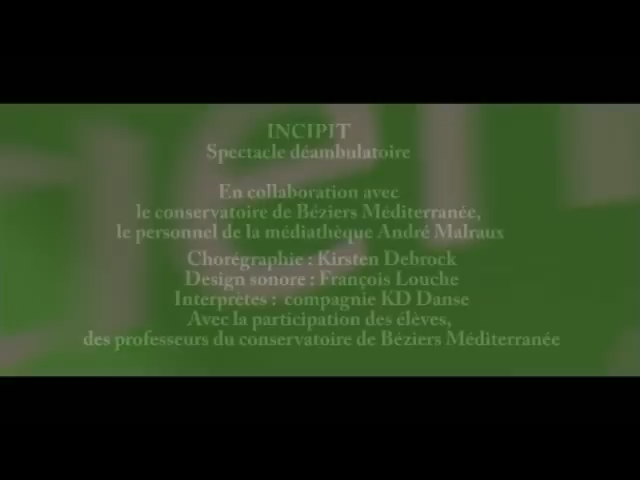 INCIPIT
Spectacle déambulatoire
En collaboration avec
le conservatoire de Béziers Méditerranée,
le personnel de la médiathèque André Malraux
Chorégraphie : Kirsten Debrock
Design sonore : François Louche
Interprètes : compagnie KD Danse
Avec la participation des élèves,
des professeurs du conservatoire de Béziers Méditerranée